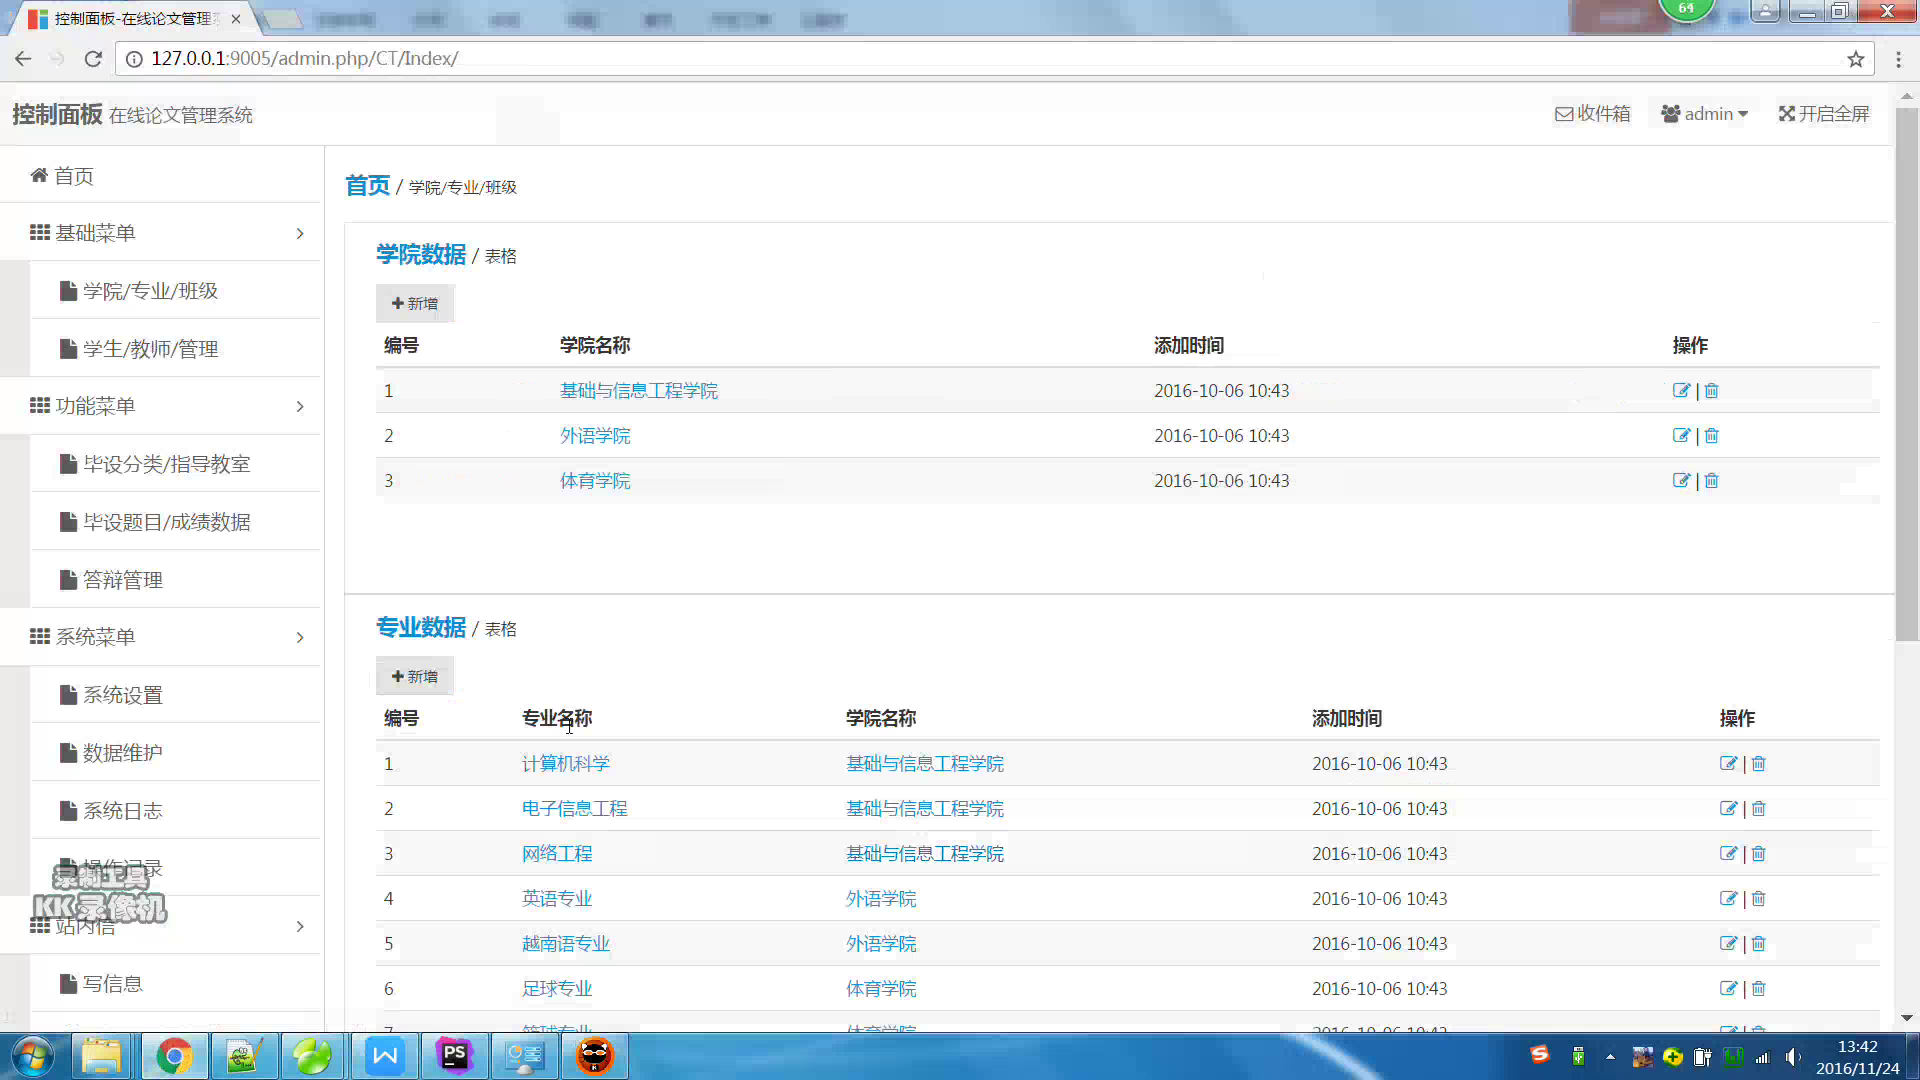 控制面板-在线论文管理
64
127.0.0.1:9005/admin.php/CT/Index/
控制面板 在线论文管理系统
收件箱
admin
开启全屏
首页
基础菜单
学院/专业/班级
学生/教师/管理
功能菜单
毕设分类/指导教室
毕设题目/成绩数据
答辩管理
系统菜单
系统设置
数据维护
系统日志
操作记录
录制工具
KK录像机
站内信
写信息
首页 / 学院/专业/班级
学院数据 / 表格
新增
编号 学院名称 添加时间 操作
1 基础与信息工程学院 2016-10-06 10:43 |
2 外语学院 2016-10-06 10:43 |
3 体育学院 2016-10-06 10:43 |
专业数据 / 表格
新增
编号 专业名称 学院名称 添加时间 操作
1 计算机科学 基础与信息工程学院 2016-10-06 10:43 |
2 电子信息工程 基础与信息工程学院 2016-10-06 10:43 |
3 网络工程 基础与信息工程学院 2016-10-06 10:43 |
4 英语专业 外语学院 2016-10-06 10:43 |
5 越南语专业 外语学院 2016-10-06 10:43 |
6 足球专业 体育学院 2016-10-06 10:43 |
7 篮球专业 体育学院 2016-10-06 10:43
PS
13:42
2016/11/24